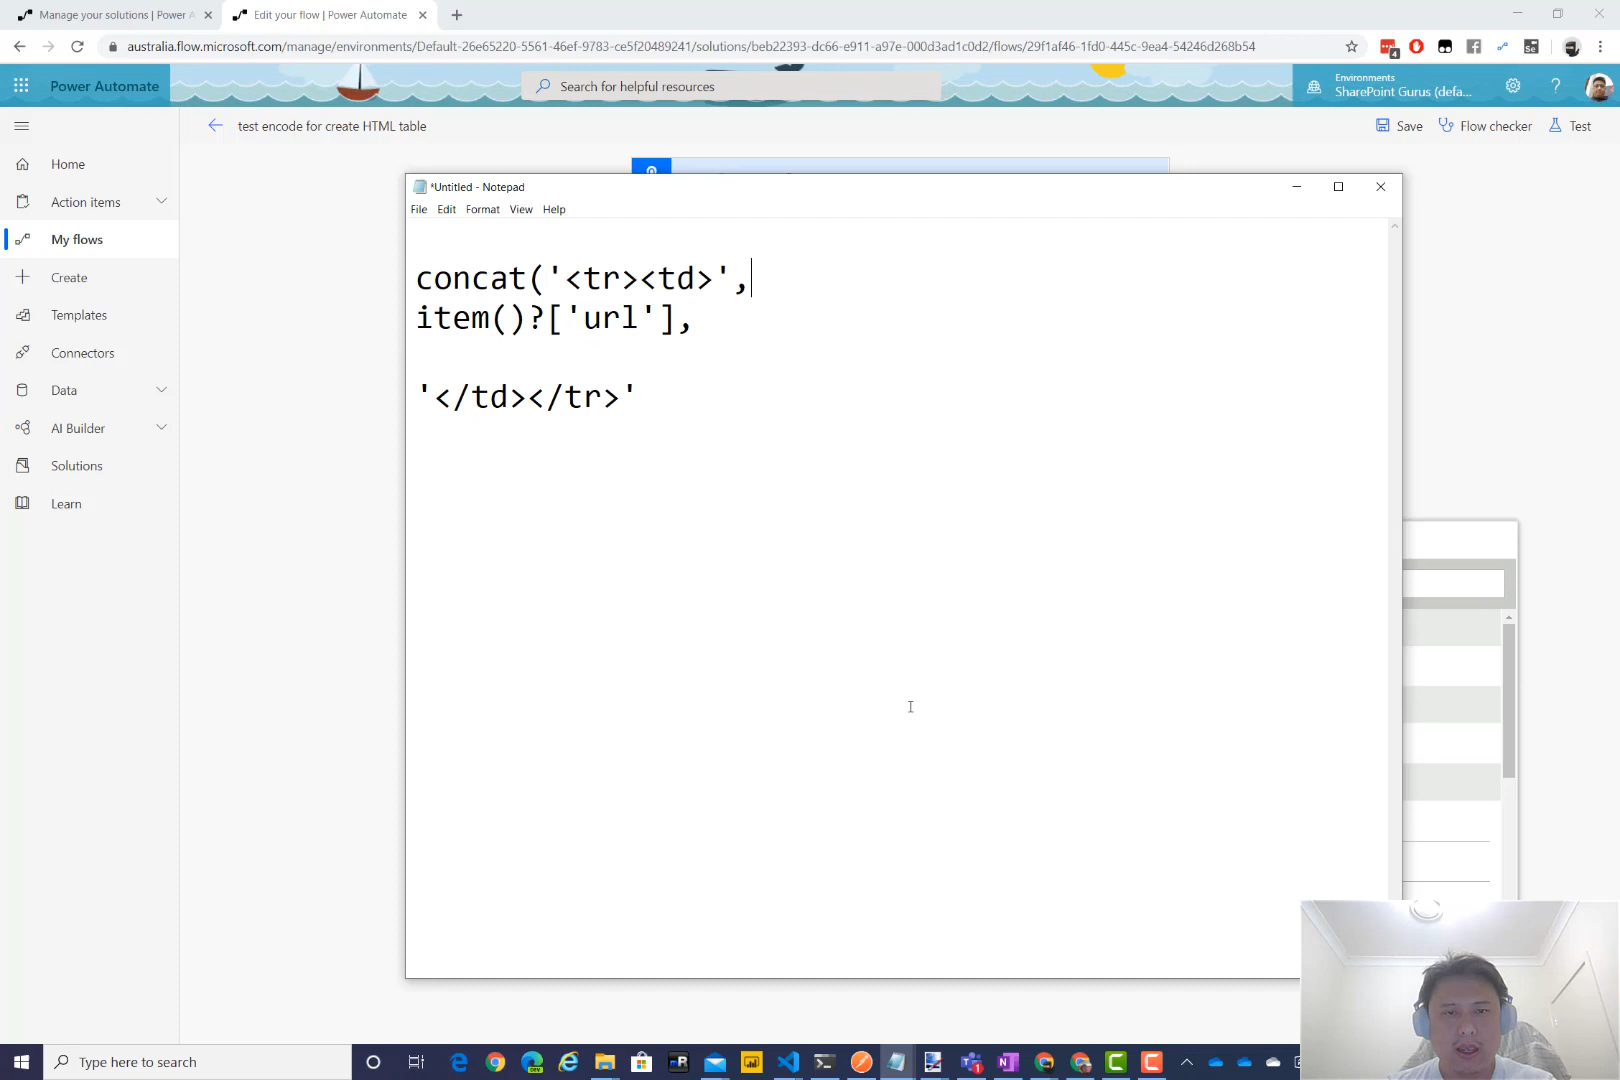 Manage your solutions | Power A
Edit your flow | Power Automate
australia.flow.microsoft.com/manage/environments/Default-26e65220-5561-46ef-9783-ce5f20489241/solutions/beb22393-dc66-e911-a97e-000d3ad1c0d2/flows/29f1af46-1fd0-445c-9ea4-54246d268b54
4
Power Automate
Search for helpful resources
Environments
SharePoint Gurus (defa...
?
test encode for create HTML table
Save
Flow checker
Test
Home
Action items
My flows
Create
Templates
Connectors
Data
AI Builder
Solutions
Learn
*Untitled - Notepad
File Edit Format View Help
concat('<tr><td>',
item()?['url'],
'</td></tr>'
Type here to search